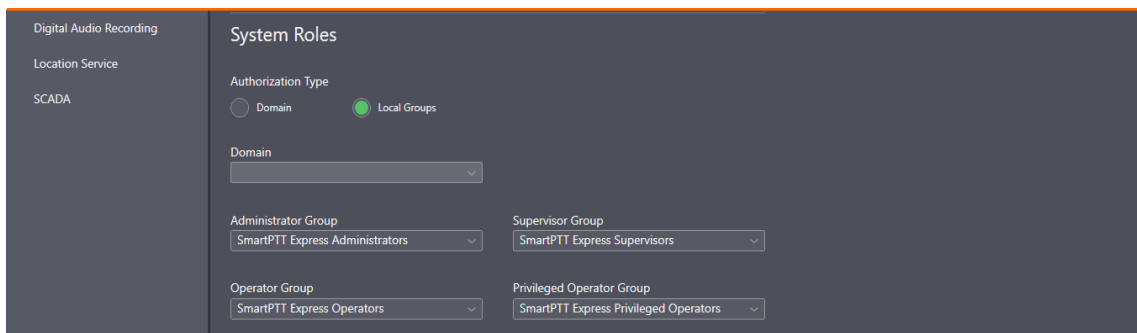 Digital Audio Recording
Location Service
SCADA
System Roles
Authorization Type
Domain
Local Groups
Domain
Administrator Group
Supervisor Group
SmartPTT Express Administrators
SmartPTT Express Supervisors
Operator Group
Privileged Operator Group
SmartPTT Express Operators
SmartPTT Express Privileged Operators